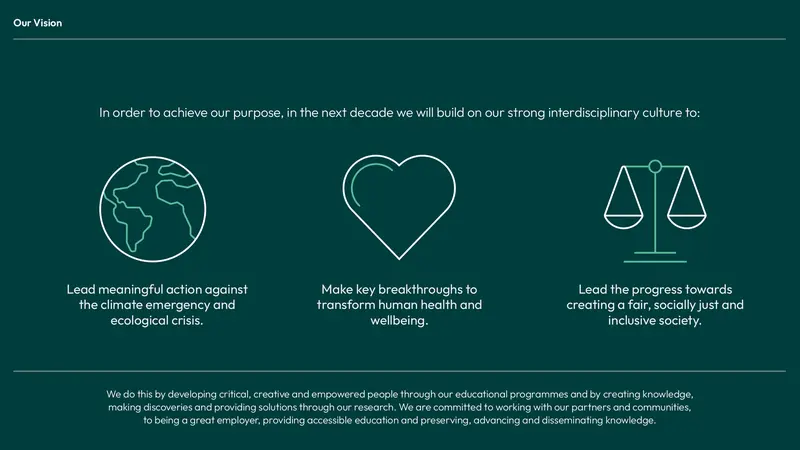 Our Vision
In order to achieve our purpose, in the next decade we will build on our strong interdisciplinary culture to:
Lead meaningful action against
the climate emergency and
ecological crisis.
Make key breakthroughs to
transform human health and
wellbeing.
Lead the progress towards
creating a fair, socially just and
inclusive society.
We do this by developing critical, creative and empowered people through our educational programmes and by creating knowledge,
making discoveries and providing solutions through our research. We are committed to working with our partners and communities,
to being a great employer, providing accessible education and preserving, advancing and disseminating knowledge.